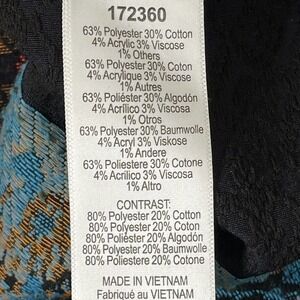 172360
63% Polyester 30% Cotton
4% Acrylic 3% Viscose
1% Others
63% Polyester 30% Coton
4% Acrylique 3% Viscose
1% Autres
63% Poliéster 30% Algodón
4% Acrílico 3% Viscosa
1% Otros
63% Polyester 30% Baumwolle
4% Acryl 3% Viskose
1% Andere
63% Poliestere 30% Cotone
4% Acrilico 3% Viscosa
1% Altro
CONTRAST:
80% Polyester 20% Cotton
80% Polyester 20% Coton
80% Poliéster 20% Algodón
80% Polyester 20% Baumwolle
80% Poliestere 20% Cotone
MADE IN VIETNAM
Fabriqué au VIETNAM